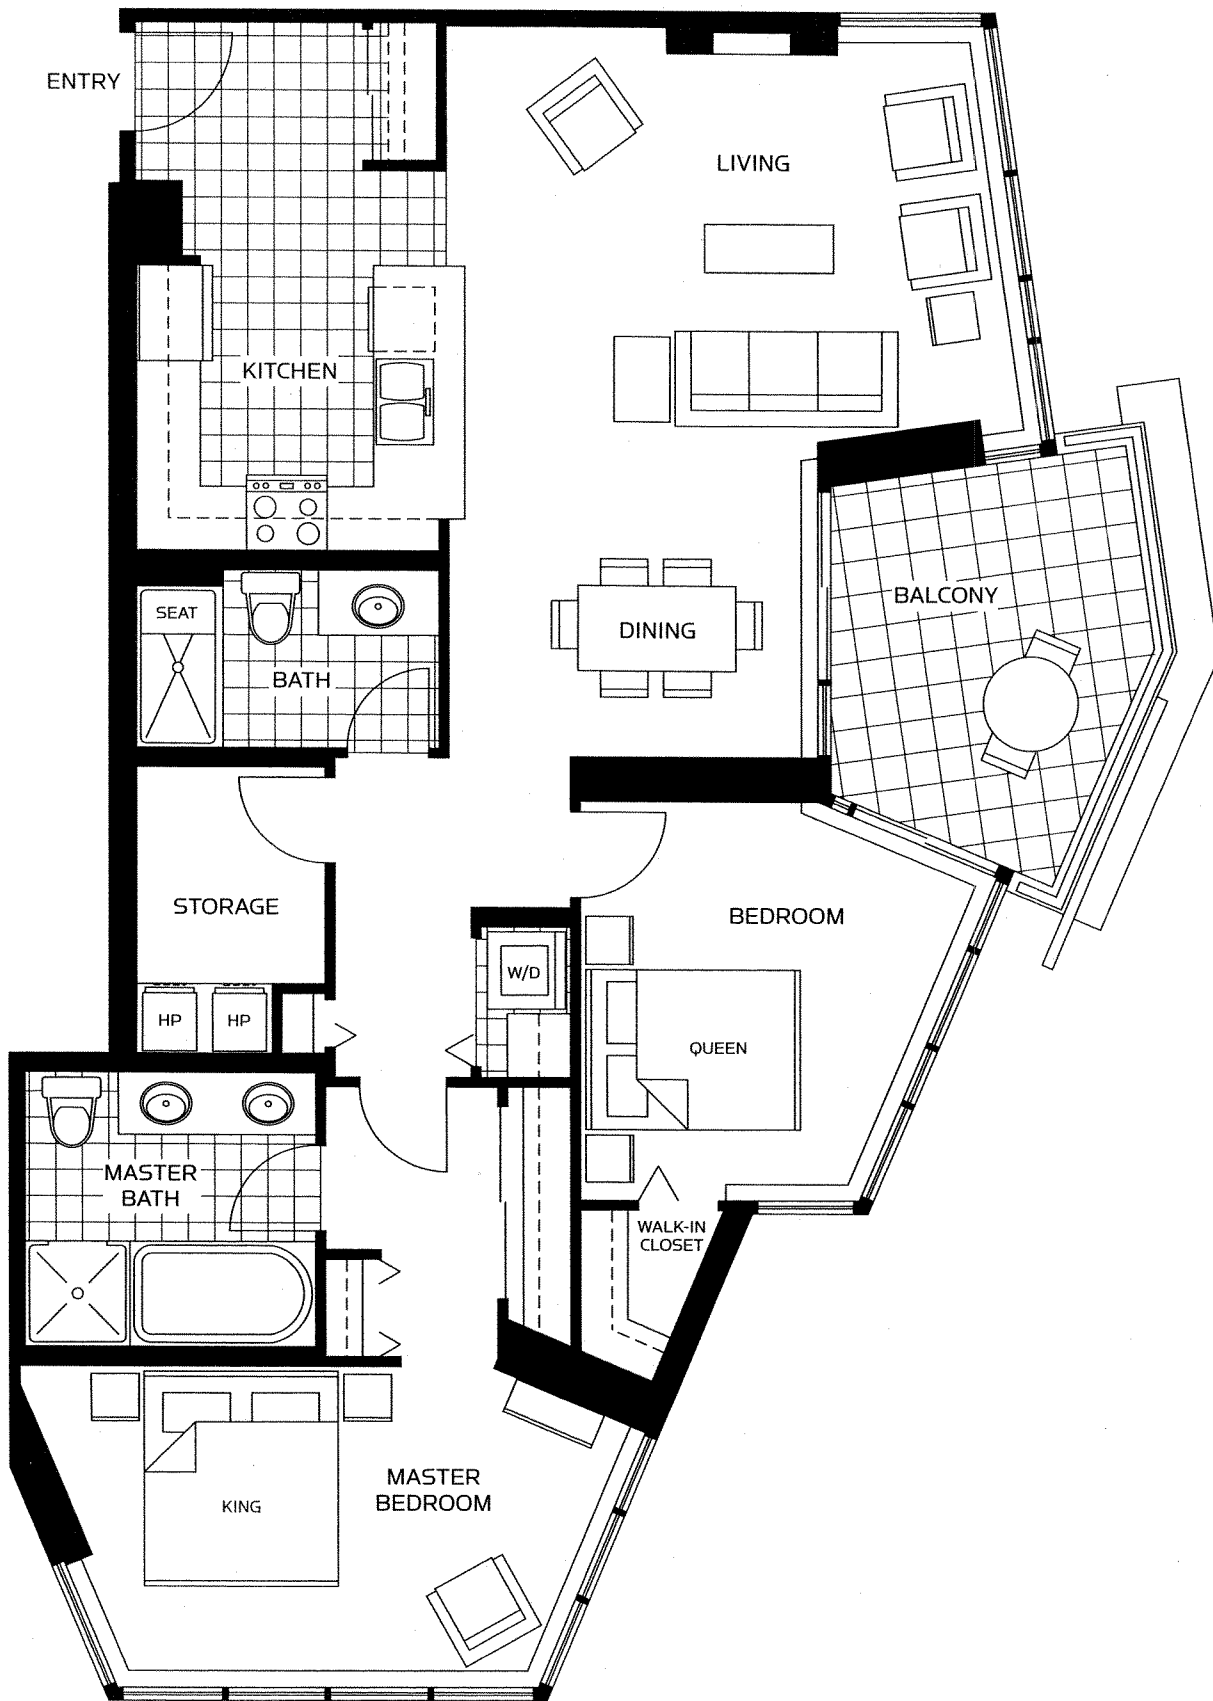 ENTRY
LIVING
KITCHEN
BALCONY
SEAT
DINING
BATH
STORAGE
BEDROOM
W/D
HP
HP
QUEEN
MASTER
BATH
WALK-IN
CLOSET
MASTER
BEDROOM
KING